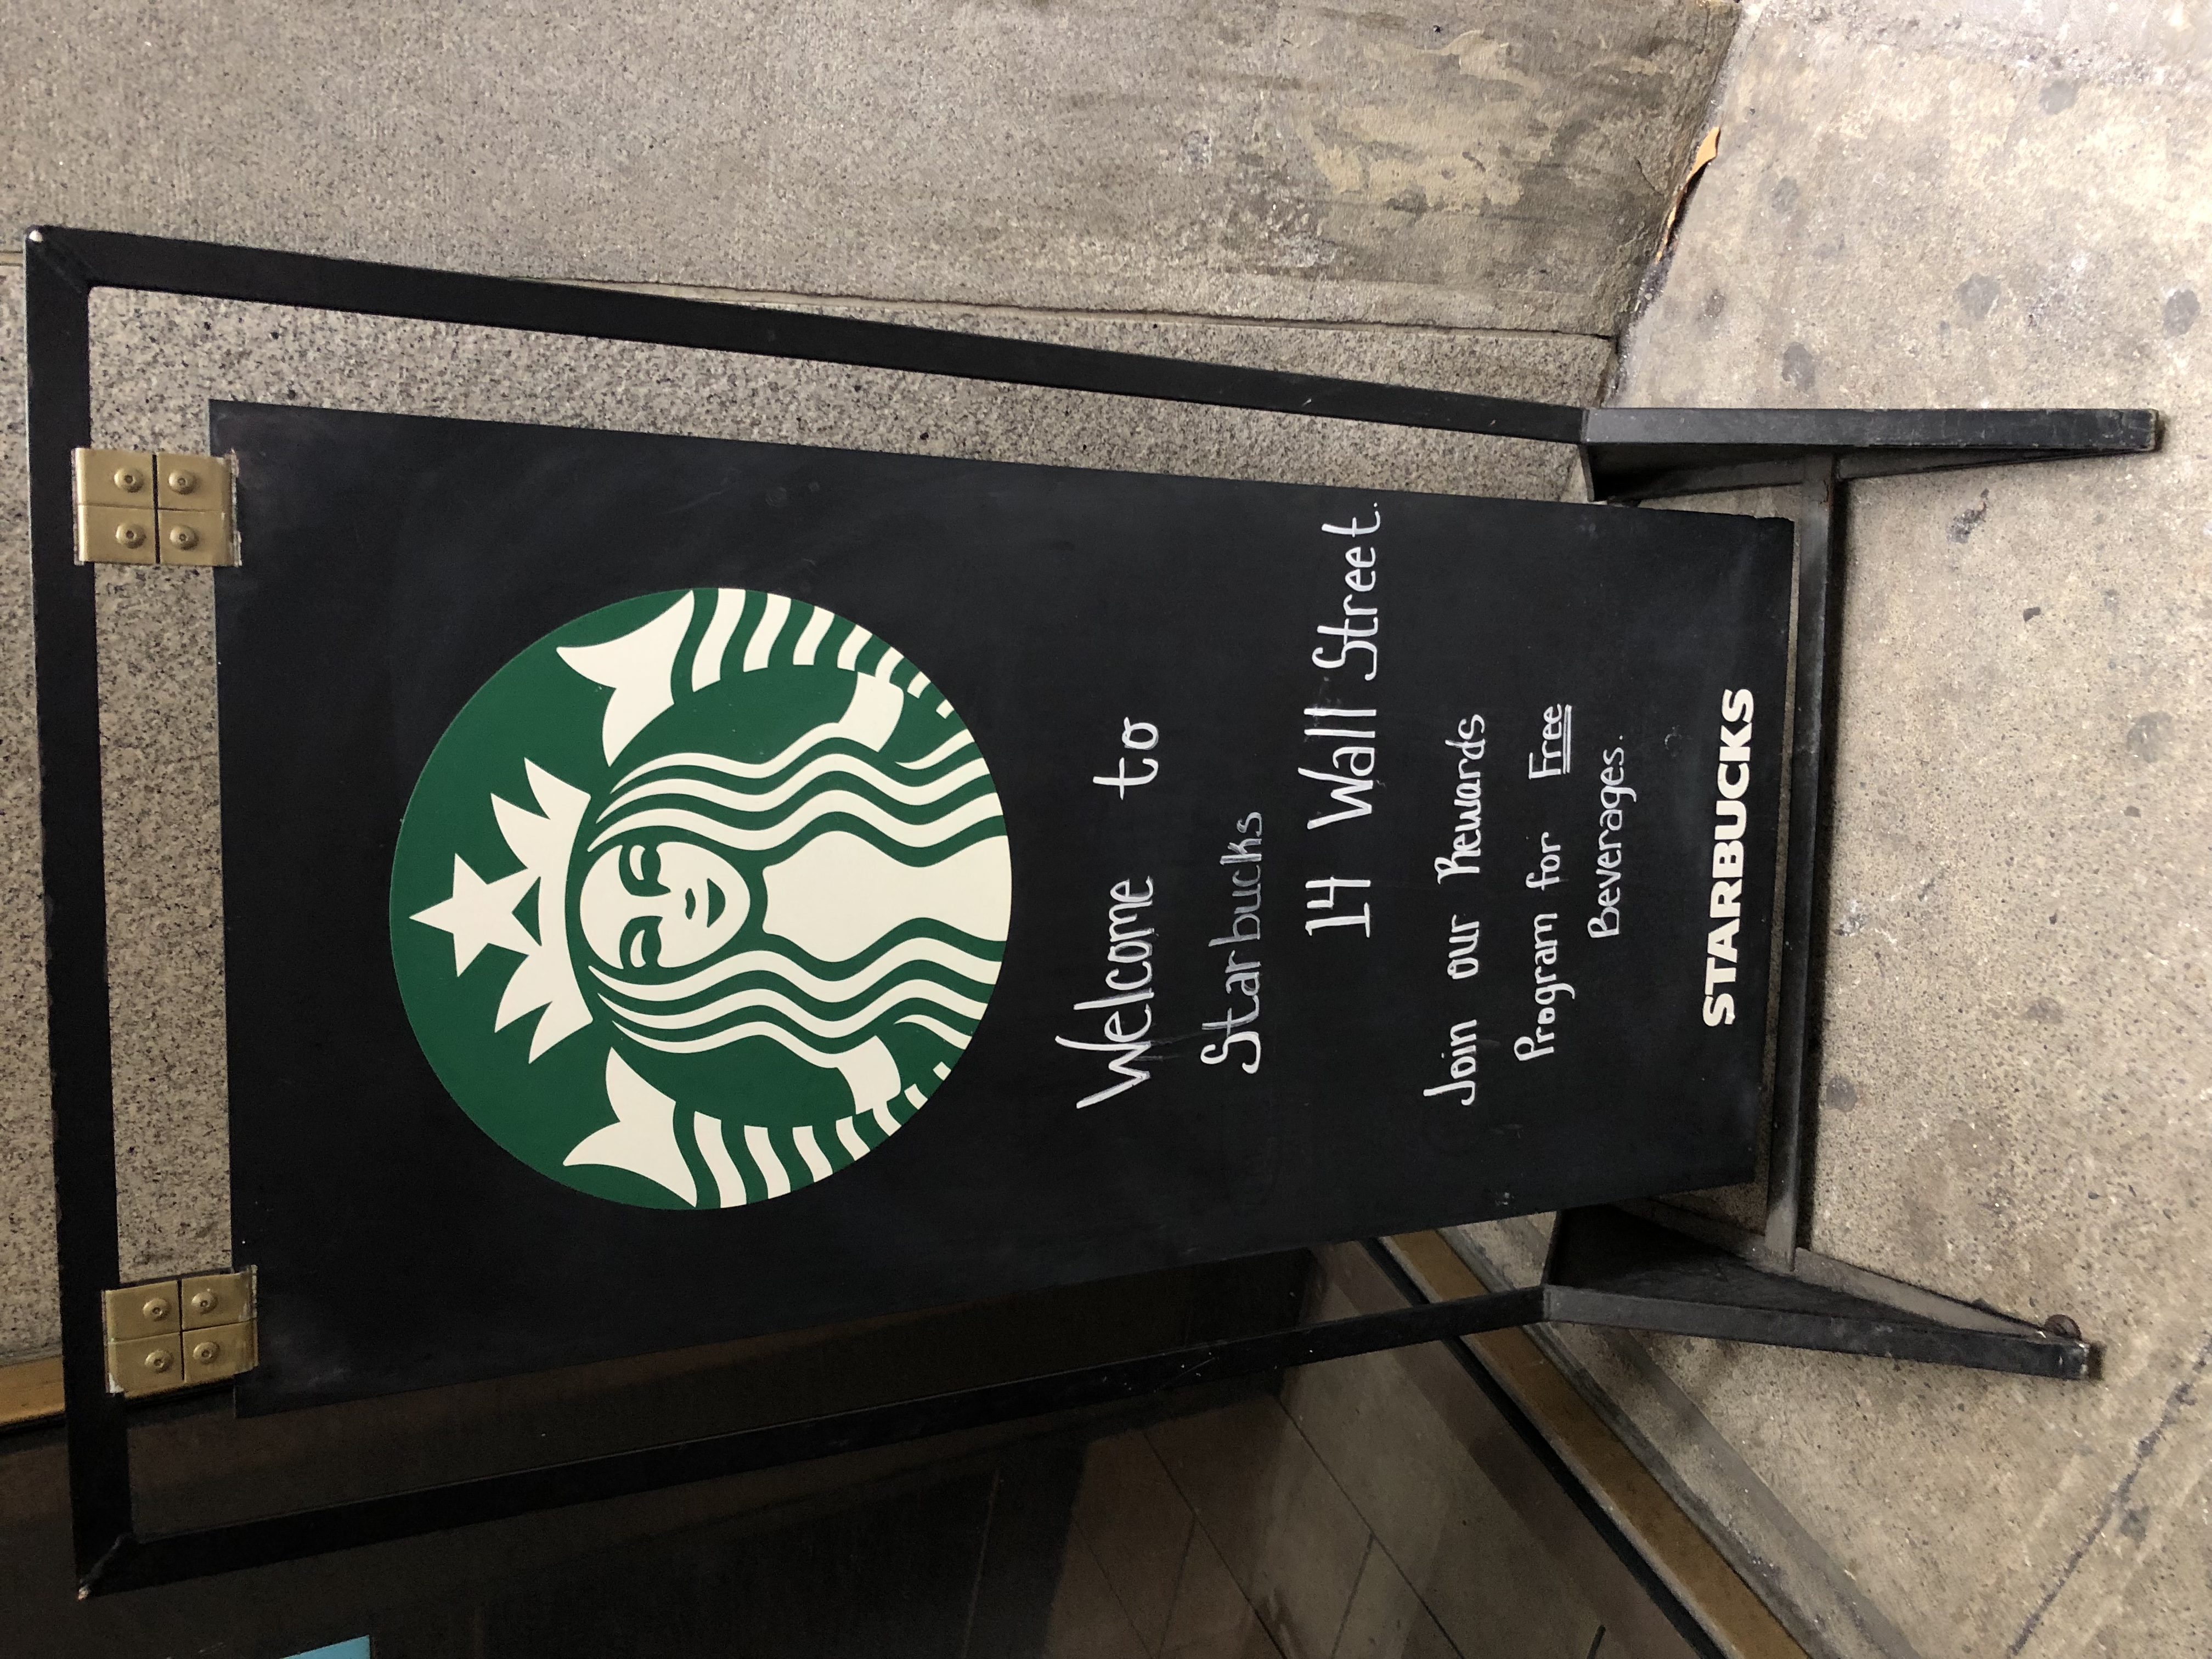 Welcome to
Starbucks
14 Wall Street.
Join our Rewards
Program for Free
Beverages.
STARBUCKS